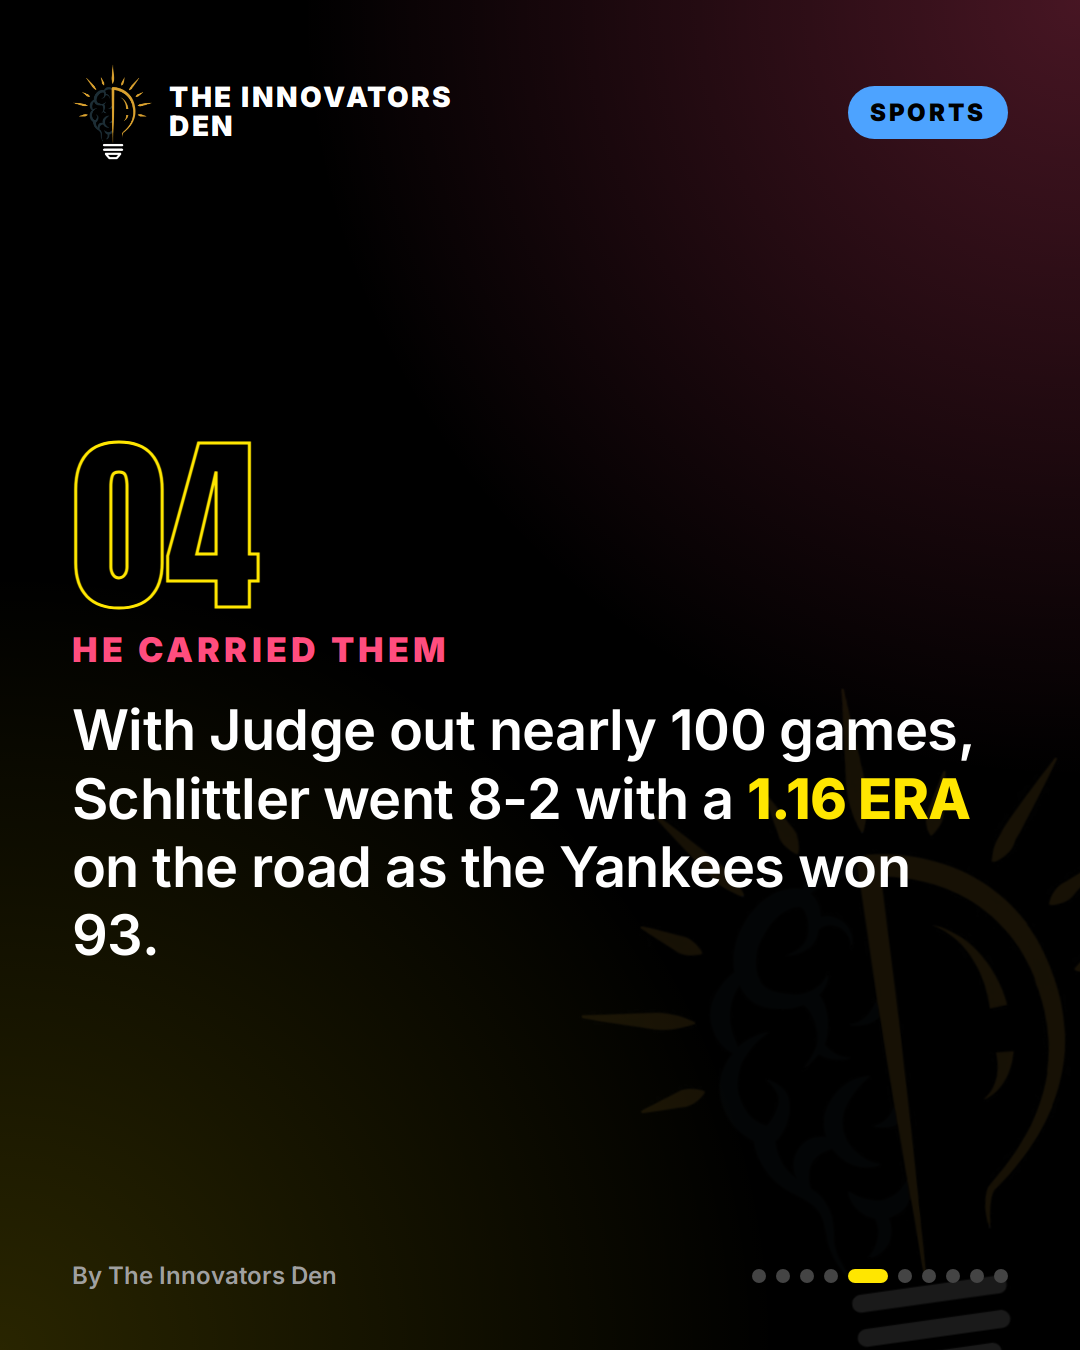 THE INNOVATORS
DEN
SPORTS
04
HE CARRIED THEM
With Judge out nearly 100 games,
Schlittler went 8-2 with a 1.16 ERA
on the road as the Yankees won
93.
By The Innovators Den